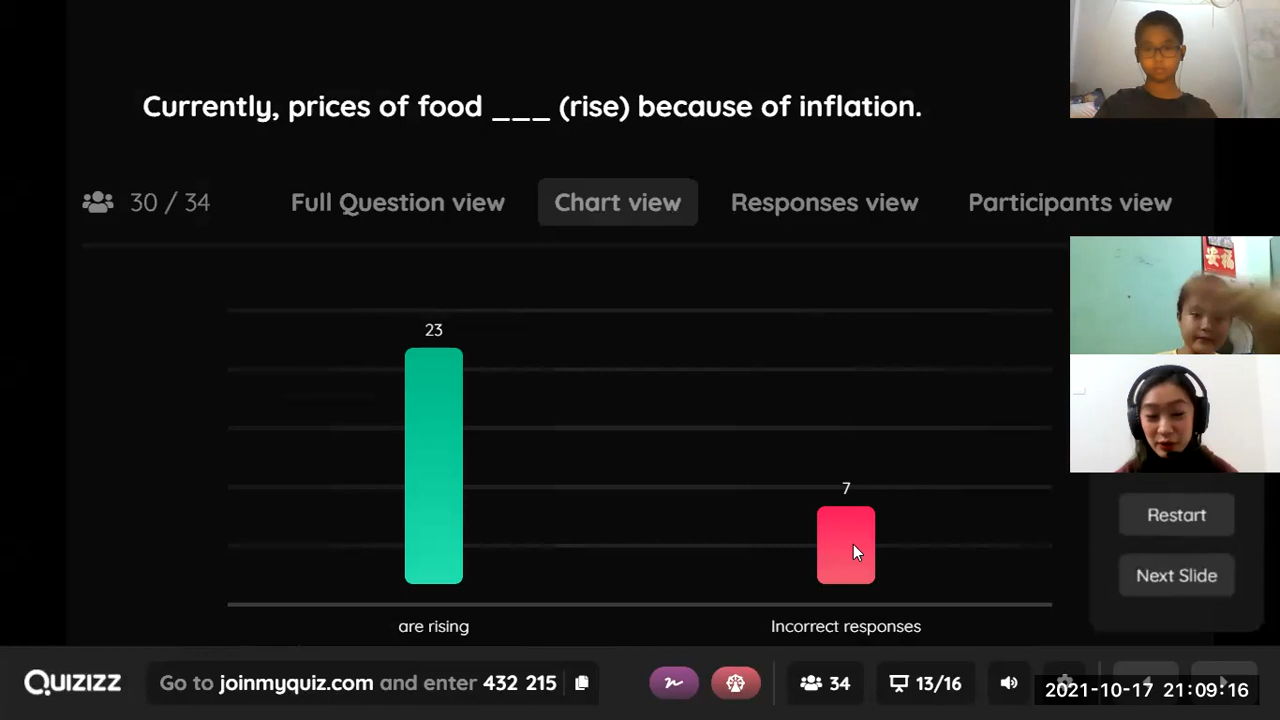 Currently, prices of food ___ (rise) because of inflation.
30 / 34
Full Question view
Chart view
Responses view
Participants view
23
7
are rising
Incorrect responses
Restart
Next Slide
Quizizz
Go to joinmyquiz.com and enter 432 215
34
13/16
2021-10-17 21:09:16